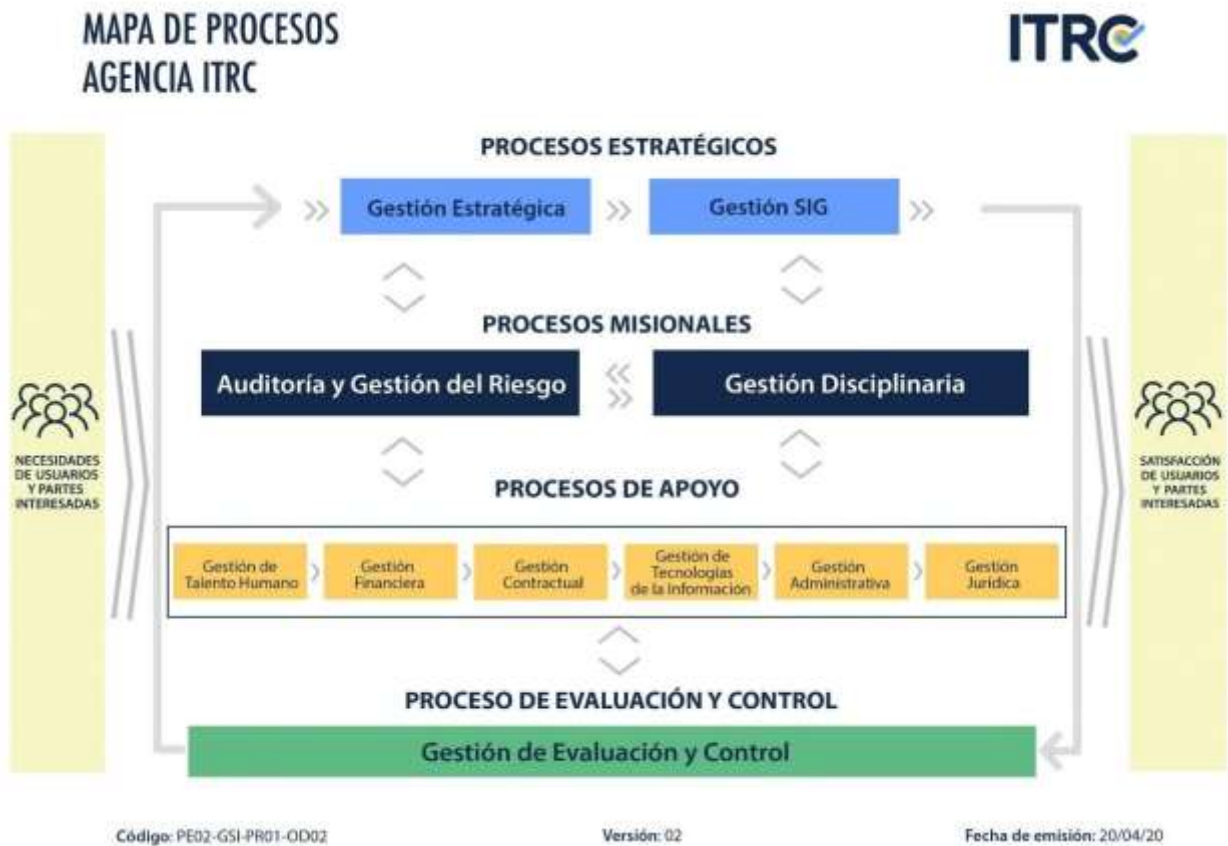 MAPA DE PROCESOS
AGENCIA ITRC
ITRC
PROCESOS ESTRATÉGICOS
Gestión Estratégica
Gestión SIG
PROCESOS MISIONALES
Auditoría y Gestión del Riesgo
Gestión Disciplinaria
NECESIDADES
DE USUARIOS
Y PARTES
INTERESADAS
SATISFACCIÓN
DE USUARIOS
Y PARTES
INTERESADAS
PROCESOS DE APOYO
Gestión de
Talento Humano
Gestión
Financiera
Gestión
Contractual
Gestión de
Tecnologías
de la Información
Gestión
Administrativa
Gestión
Jurídica
PROCESO DE EVALUACIÓN Y CONTROL
Gestión de Evaluación y Control
Código: PE02-GSI-PR01-OD02
Versión: 02
Fecha de emisión: 20/04/20